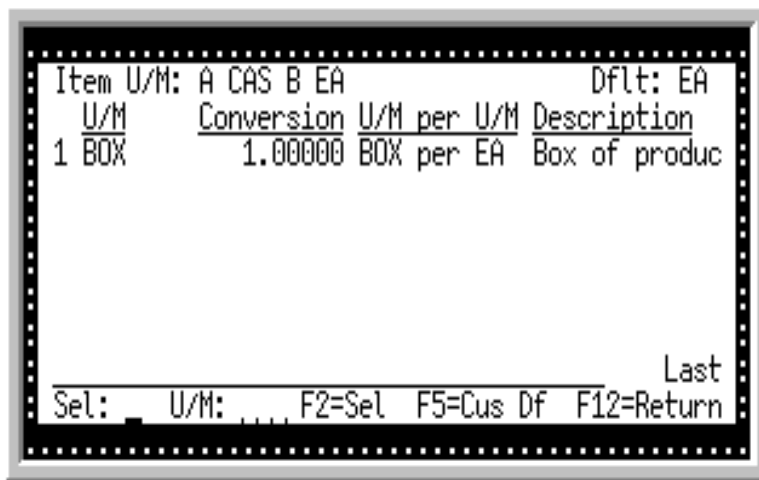 Item U/M: A CAS B EA Dflt: EA
U/M Conversion U/M per U/M Description
1 BOX 1.00000 BOX per EA Box of produc
Last
Sel: _ U/M: .... F2=Sel F5=Cus Df F12=Return